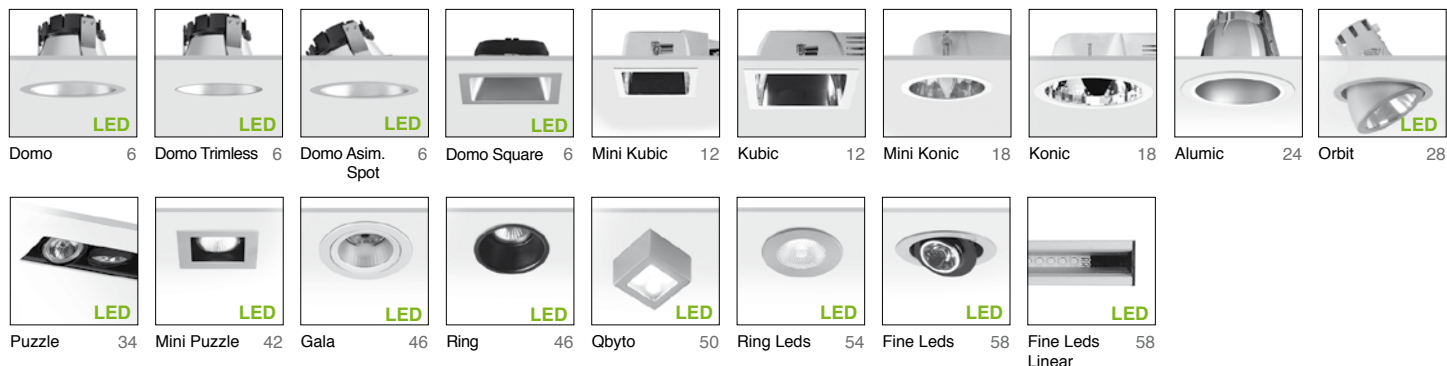 LED LED LED LED LED
Domo 6 Domo Trimless 6 Domo Asim. 6 Domo Square 6 Mini Kubic 12 Kubic 12 Mini Konic 18 Konic 18 Alumic 24 Orbit 28
Spot
LED LED LED LED LED LED LED LED
Puzzle 34 Mini Puzzle 42 Gala 46 Ring 46 Qbyto 50 Ring Leds 54 Fine Leds 58 Fine Leds 58
Linear